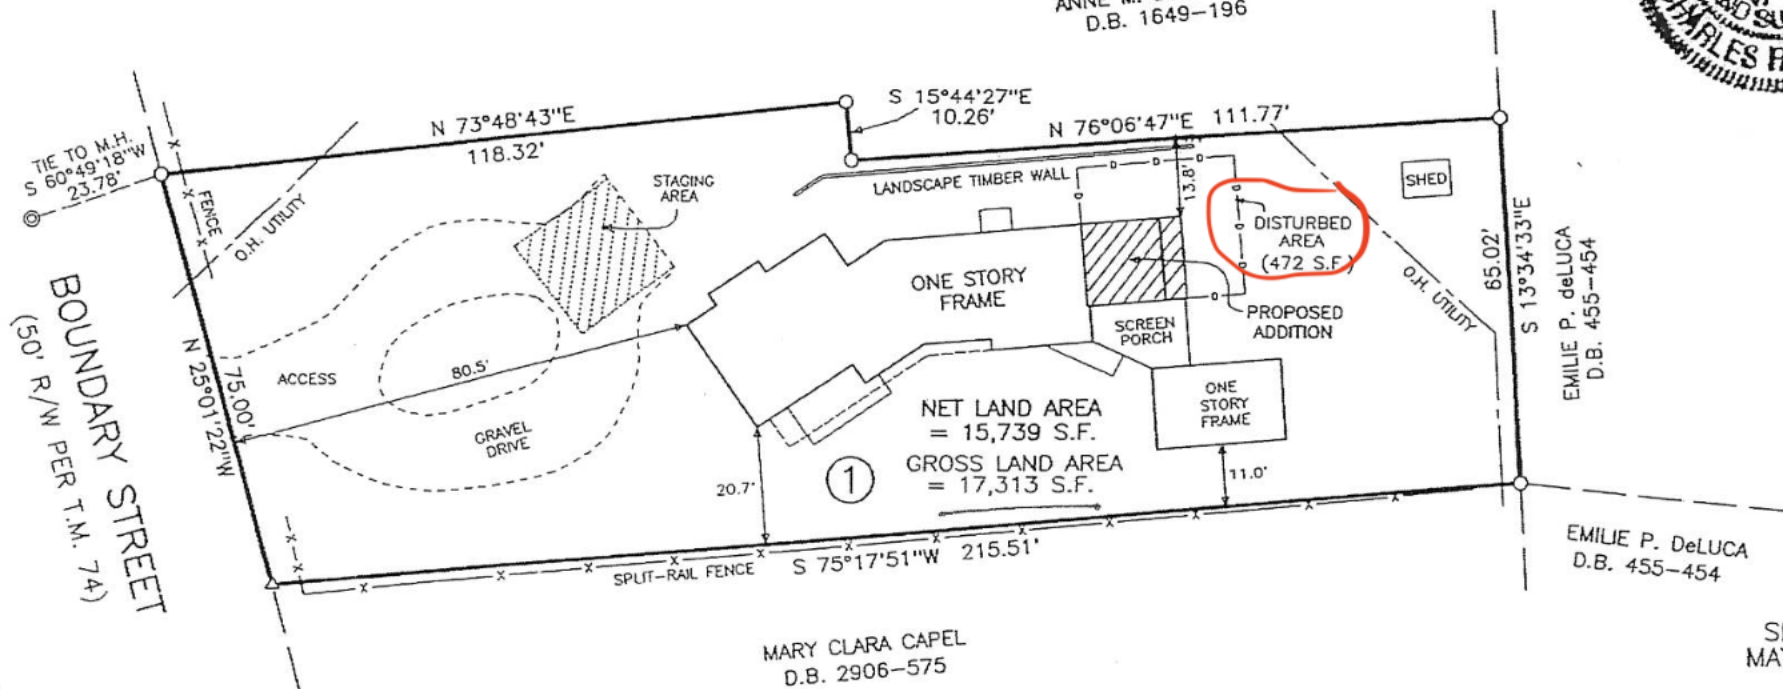 ANNE M.
D.B. 1649-196
S 15°44'27"E
10.26'
N 73°48'43"E
118.32'
N 76°06'47"E 111.77'
TIE TO M.H.
S 60°49'18"W
23.78'
FENCE
O.H. UTILITY
STAGING
AREA
LANDSCAPE TIMBER WALL
13.8'
SHED
DISTURBED
AREA
(472 S.F.)
O.H. UTILITY
65.02'
S 13°34'33"E
EMILIE P. deLUCA
D.B. 455-454
ONE STORY
FRAME
PROPOSED
ADDITION
SCREEN
PORCH
BOUNDARY STREET
(50' R/W PER T.M. 74)
N 25°01'22"W
75.00'
ACCESS
80.5'
GRAVEL
DRIVE
ONE
STORY
FRAME
NET LAND AREA
= 15,739 S.F.
GROSS LAND AREA
= 17,313 S.F.
1
20.7'
11.0'
SPLIT-RAIL FENCE
S 75°17'51"W 215.51'
EMILIE P. DeLUCA
D.B. 455-454
MARY CLARA CAPEL
D.B. 2906-575